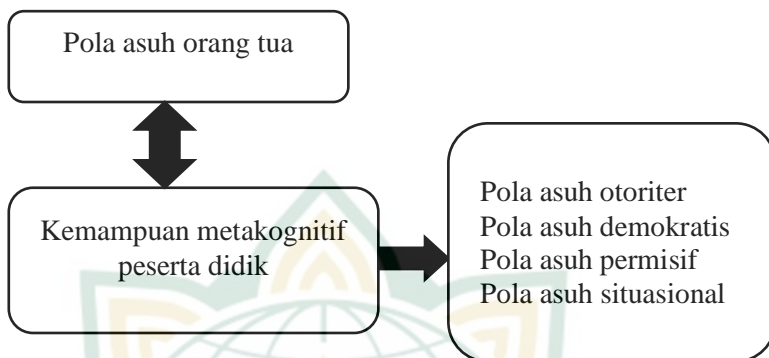 Pola asuh orang tua
Kemampuan metakognitif
peserta didik
Pola asuh otoriter
Pola asuh demokratis
Pola asuh permisif
Pola asuh situasional